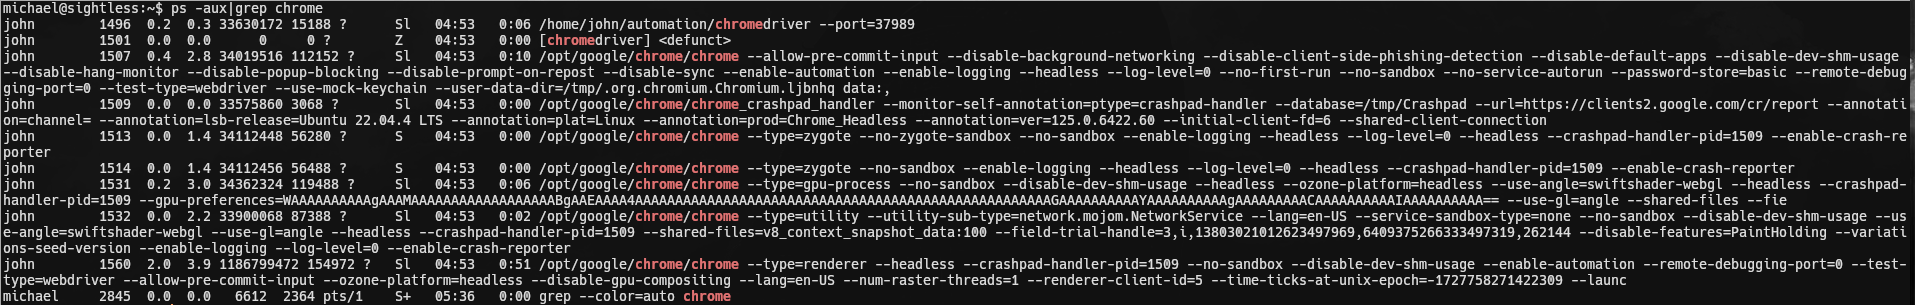 michael@sightless:~$ ps -aux|grep chrome
john        1496  0.2  0.3 33630172 15188 ?      Sl   04:53   0:06 /home/john/automation/chromedriver --port=37989
john        1501  0.0  0.0      0     0 ?        Z    04:53   0:00 [chromedriver] <defunct>
john        1507  0.4  2.8 34019516 112152 ?     Sl   04:53   0:10 /opt/google/chrome/chrome --allow-pre-commit-input --disable-background-networking --disable-client-side-phishing-detection --disable-default-apps --disable-dev-shm-usage
--disable-hang-monitor --disable-popup-blocking --disable-prompt-on-repost --disable-sync --enable-automation --enable-logging --headless --log-level=0 --no-first-run --no-sandbox --no-service-autorun --password-store=basic --remote-debug
ging-port=0 --test-type=webdriver --use-mock-keychain --user-data-dir=/tmp/.org.chromium.Chromium.ljbnhq data:,
john        1509  0.0  0.0 33575860 3068 ?       Sl   04:53   0:00 /opt/google/chrome/chrome_crashpad_handler --monitor-self-annotation=ptype=crashpad-handler --database=/tmp/Crashpad --url=https://clients2.google.com/cr/report --annotati
on=channel= --annotation=lsb-release=Ubuntu 22.04.4 LTS --annotation=plat=Linux --annotation=prod=Chrome_Headless --annotation=ver=125.0.6422.60 --initial-client-fd=6 --shared-client-connection
john        1513  0.0  1.4 34112448 56280 ?      S    04:53   0:00 /opt/google/chrome/chrome --type=zygote --no-zygote-sandbox --no-sandbox --enable-logging --headless --log-level=0 --headless --crashpad-handler-pid=1509 --enable-crash-re
porter
john        1514  0.0  1.4 34112456 56488 ?      S    04:53   0:00 /opt/google/chrome/chrome --type=zygote --no-sandbox --enable-logging --headless --log-level=0 --headless --crashpad-handler-pid=1509 --enable-crash-reporter
john        1531  0.2  3.0 34362324 119488 ?     Sl   04:53   0:06 /opt/google/chrome/chrome --type=gpu-process --no-sandbox --disable-dev-shm-usage --headless --ozone-platform=headless --use-angle=swiftshader-webgl --headless --crashpad-
handler-pid=1509 --use-gl=angle --shared-files --fie
john        1532  0.0  2.2 33900068 87388 ?      Sl   04:53   0:02 /opt/google/chrome/chrome --type=utility --utility-sub-type=network.mojom.NetworkService --lang=en-US --service-sandbox-type=none --no-sandbox --disable-dev-shm-usage --us
e-angle=swiftshader-webgl --use-gl=angle --headless --crashpad-handler-pid=1509 --shared-files=v8_context_snapshot_data:100 --field-trial-handle=3,i,13803021012623497969,6409375266333497319,262144 --disable-features=PaintHolding --variati
ons-seed-version --enable-logging --log-level=0 --enable-crash-reporter
john        1560  2.0  3.9 1186799472 154972 ?   Sl   04:53   0:51 /opt/google/chrome/chrome --type=renderer --headless --crashpad-handler-pid=1509 --no-sandbox --disable-dev-shm-usage --enable-automation --remote-debugging-port=0 --test-
type=webdriver --allow-pre-commit-input --ozone-platform=headless --disable-gpu-compositing --lang=en-US --num-raster-threads=1 --renderer-client-id=5 --time-ticks-at-unix-epoch=-1727758271422309 --launc
michael     2845  0.0  0.0   6612  2364 pts/1    S+   05:36   0:00 grep --color=auto chrome